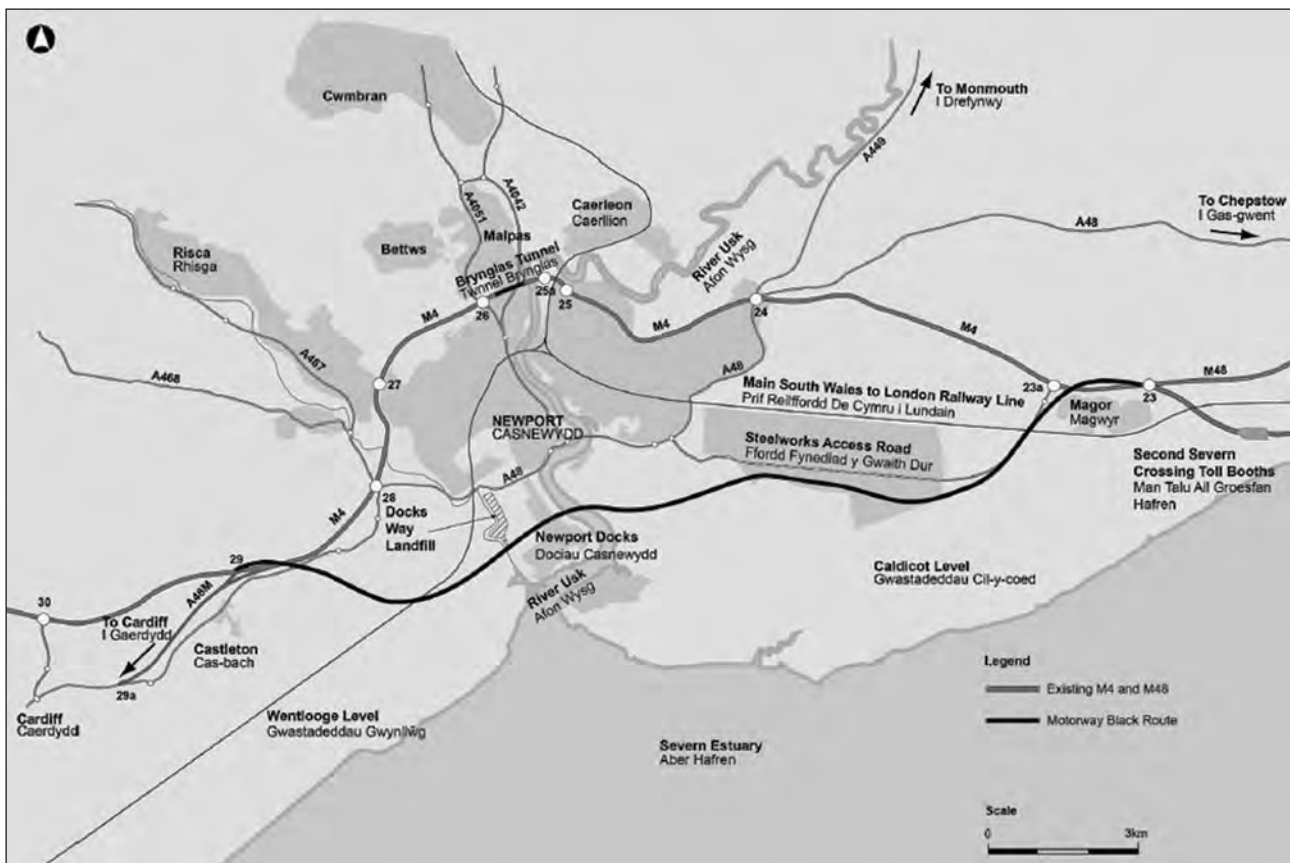 Cwmbran
To Monmouth
I Drefynwy
A449
A4051
A4042
Caerleon
Caerllion
To Chepstow
I Gas-gwent
A48
Risca
Rhisga
Bettws
Malpas
Brynglas Tunnel
Twnnel Brynglas
River Usk
Afon Wysg
25a
25
26
24
M4
M4
M4
A467
A468
27
A48
Main South Wales to London Railway Line
Prif Reilffordd De Cymru i Lundain
23a
M48
23
Magor
Magwyr
NEWPORT
CASNEWYDD
Steelworks Access Road
Ffordd Fynediad y Gwaith Dur
Second Severn
Crossing Toll Booths
Man Talu Ail Groesfan
Hafren
A48
28
M4
Docks
Way
Landfill
Newport Docks
Dociau Casnewydd
29
A48M
Caldicot Level
Gwastadeddau Cil-y-coed
River Usk
Afon Wysg
30
To Cardiff
I Gaerdydd
Castleton
Cas-bach
29a
Cardiff
Caerdydd
Wentlooge Level
Gwastadeddau Gwynllwg
Severn Estuary
Aber Hafren
Legend
Existing M4 and M48
Motorway Black Route
Scale
0
3km